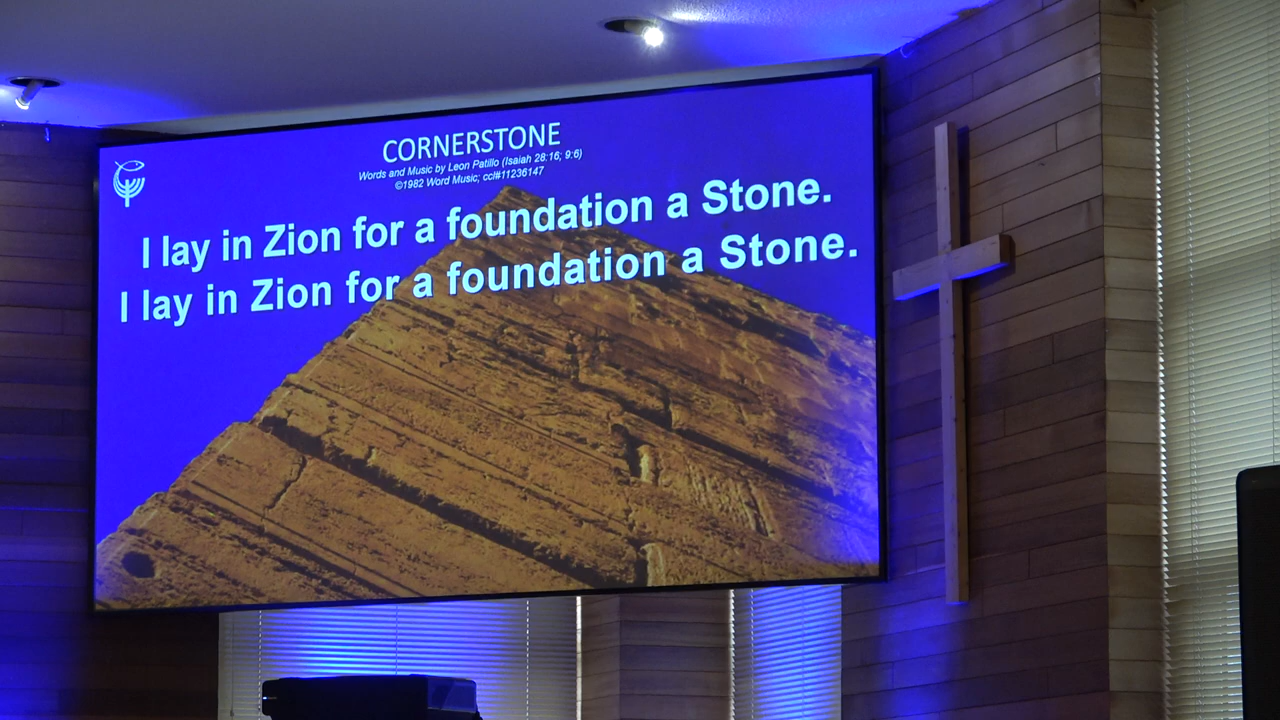 CORNERSTONE
Words and Music by Leon Patillo (Isaiah 28:16; 9:6)
©1982 Word Music; ccli#11236147
I lay in Zion for a foundation a Stone.
I lay in Zion for a foundation a Stone.